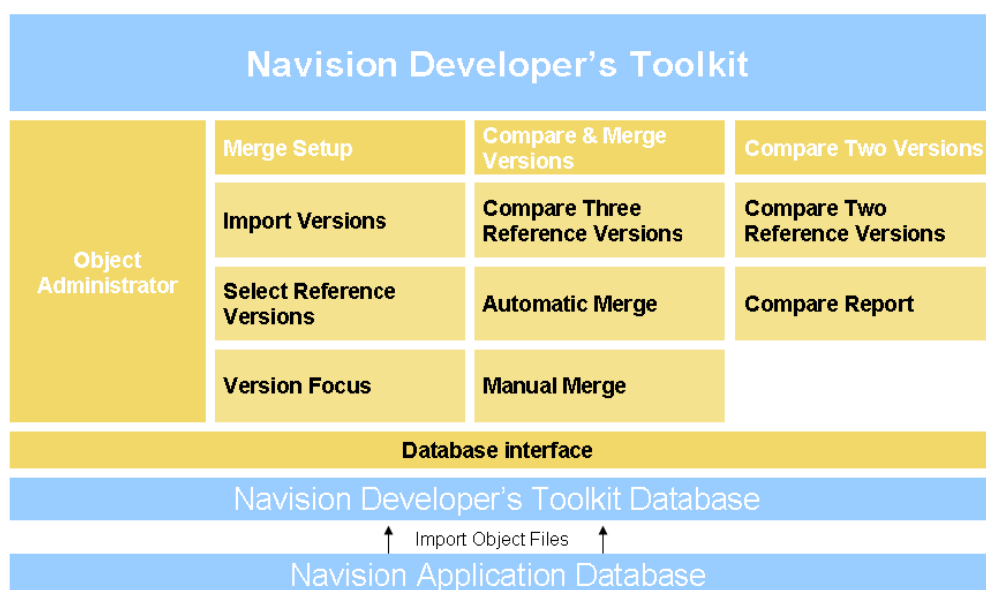 Navision Developer's Toolkit
Object
Administrator
Merge Setup
Import Versions
Select Reference
Versions
Version Focus
Compare & Merge
Versions
Compare Three
Reference Versions
Automatic Merge
Manual Merge
Compare Two Versions
Compare Two
Reference Versions
Compare Report
Database interface
Navision Developer's Toolkit Database
Import Object Files
Navision Application Database